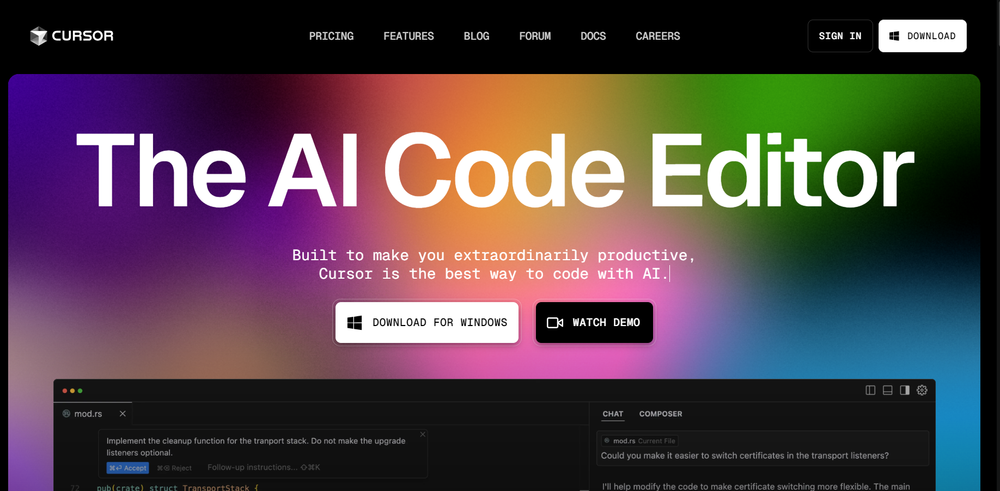 CURSOR
PRICING FEATURES BLOG FORUM DOCS CAREERS
SIGN IN
DOWNLOAD
The AI Code Editor
Built to make you extraordinarily productive,
Cursor is the best way to code with AI.
DOWNLOAD FOR WINDOWS
WATCH DEMO
mod.rs
Implement the cleanup function for the tranport stack. Do not make the upgrade
listeners optional.
⌘⏎ Accept ⌘⌫ Reject Follow-up instructions... ⇧⌘K
72 pub(crate) struct TransportStack {
CHAT COMPOSER
mod.rs Current File
Could you make it easier to switch certificates in the transport listeners?
I'll help modify the code to make certificate switching more flexible. The main